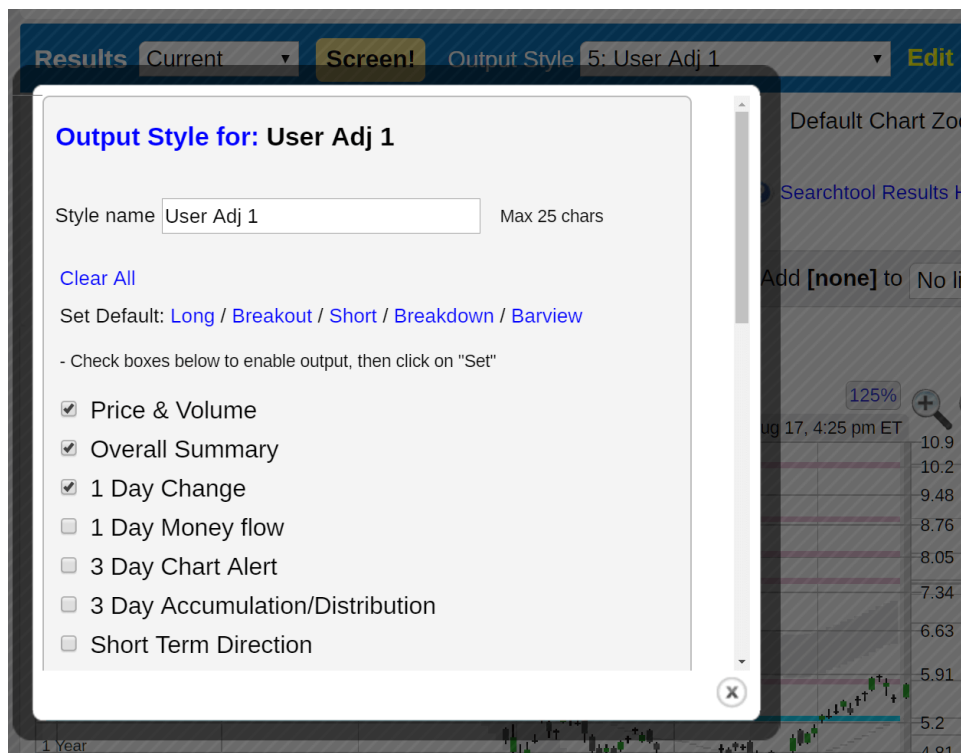 Results Current Screen! Output Style 5: User Adj 1 Edit
Default Chart
Output Style for: User Adj 1
Searchtool Results
Style name User Adj 1 Max 25 chars
Clear All
Add [none] to No
Set Default: Long / Breakout / Short / Breakdown / Barview
- Check boxes below to enable output, then click on "Set"
125%
Price & Volume
17, 4:25 pm ET
Overall Summary
10.9
10.2
1 Day Change
9.48
1 Day Money flow
8.76
3 Day Chart Alert
8.05
3 Day Accumulation/Distribution
7.34
Short Term Direction
6.63
5.91
x
5.2
1 Year
4.81